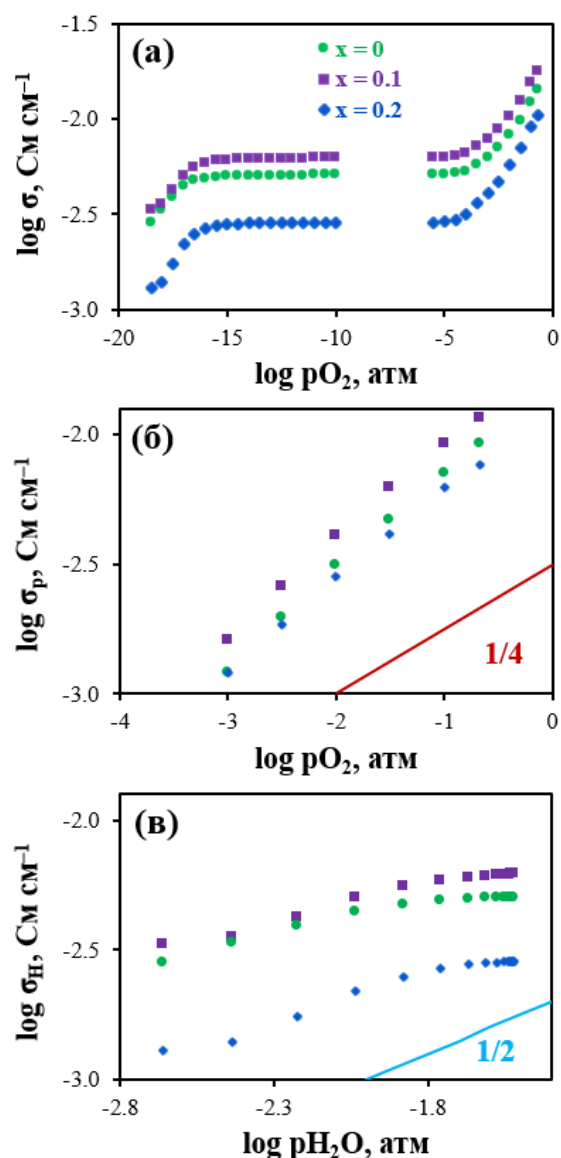 (а)
x = 0
x = 0.1
x = 0.2
log σ, См см⁻¹
-1.5
-2.0
-2.5
-3.0
-20
-15
-10
-5
0
log pO₂, атм
(б)
log σₚ, См см⁻¹
-2.0
-2.5
-3.0
1/4
-4
-3
-2
-1
0
log pO₂, атм
(в)
log σ_H, См см⁻¹
-2.0
-2.5
-3.0
1/2
-2.8
-2.3
-1.8
log pH₂O, атм